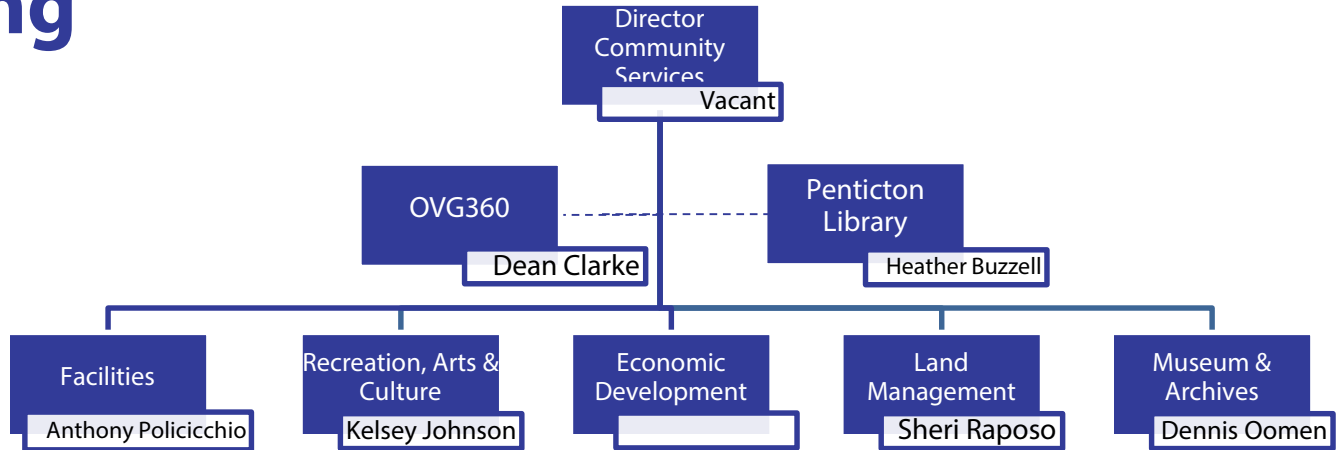 ng
Director
Community
Services
Vacant
OVG360
Dean Clarke
Penticton
Library
Heather Buzzell
Facilities
Anthony Policicchio
Recreation, Arts &
Culture
Kelsey Johnson
Economic
Development
Land
Management
Sheri Raposo
Museum &
Archives
Dennis Oomen